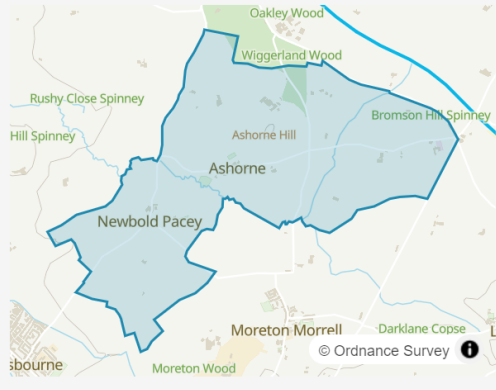 Oakley Wood
Wiggerland Wood
Rushy Close Spinney
Bromson Hill Spinney
Hill Spinney
Ashorne Hill
Ashorne
Newbold Pacey
Moreton Morrell
Darklane Copse
L
© Ordnance Survey i
sbourne
Moreton Wood